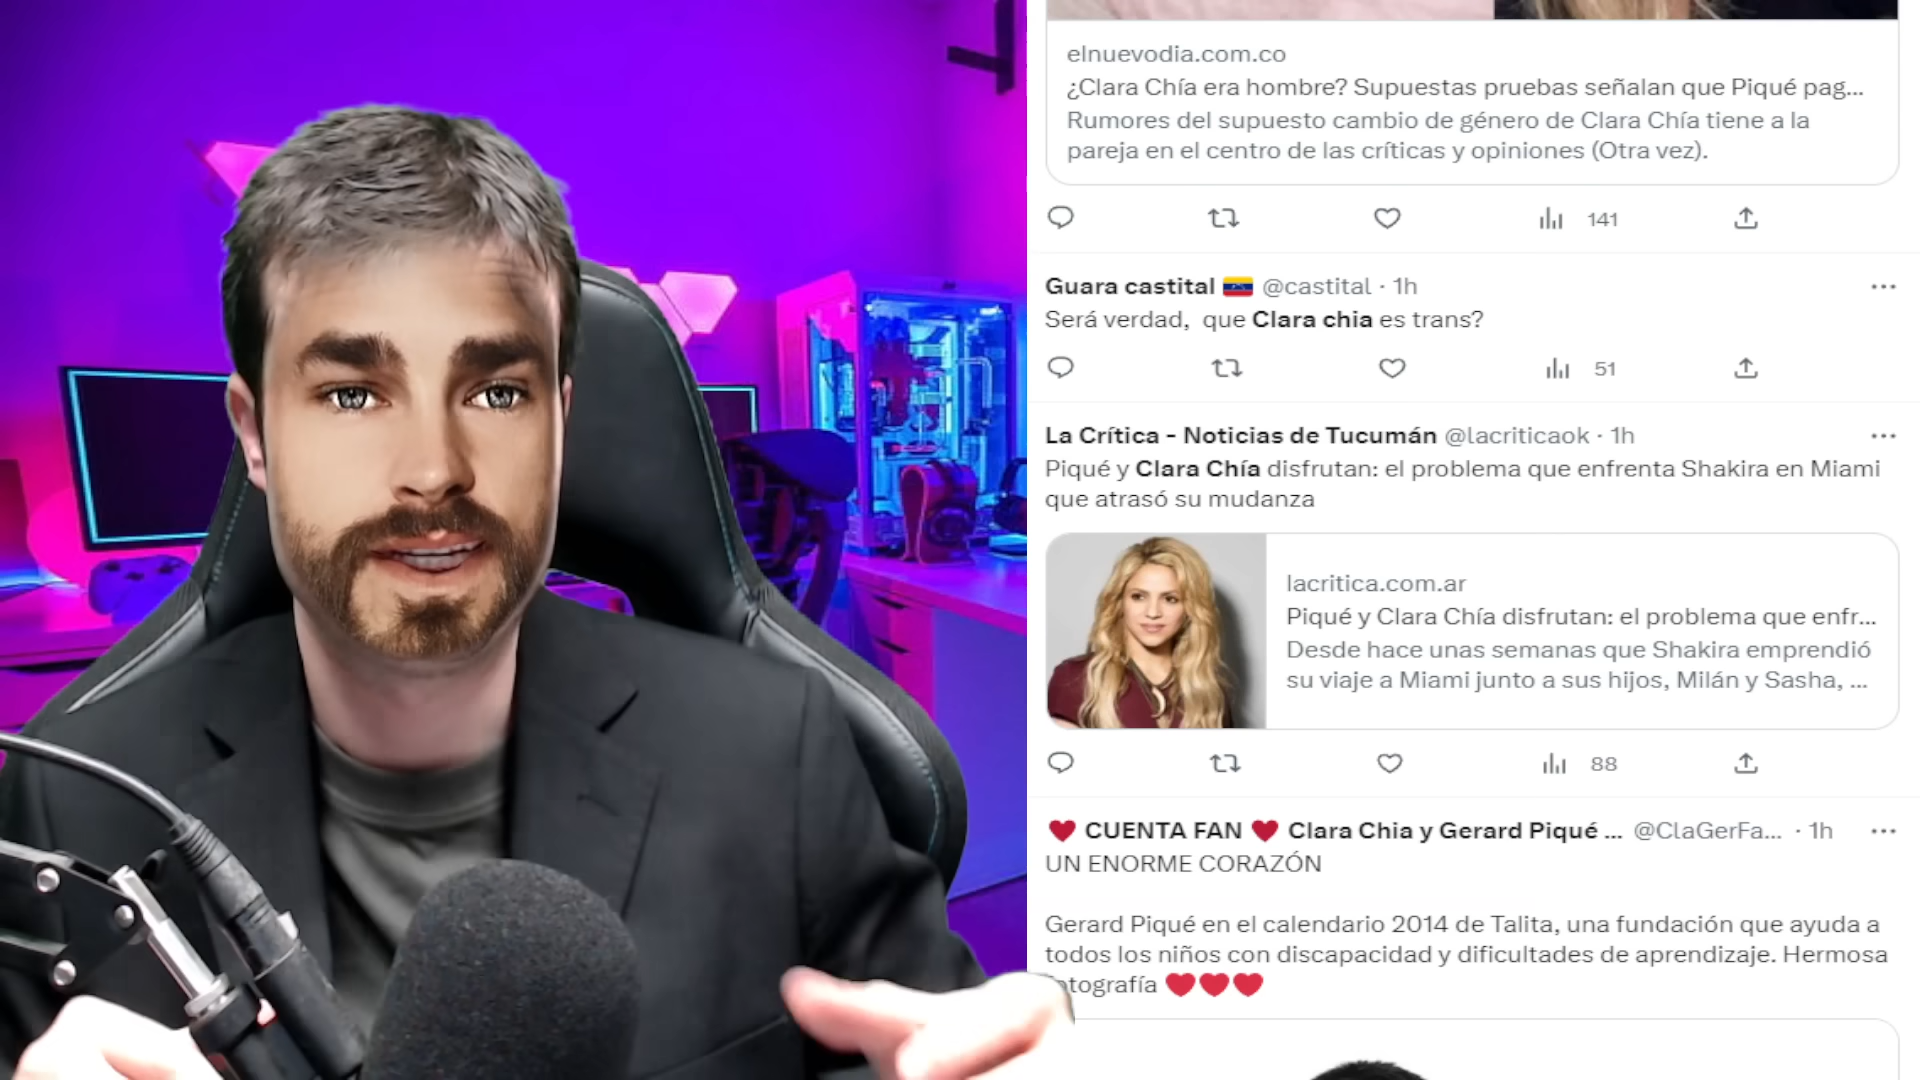 elnuevodia.com.co
¿Clara Chía era hombre? Supuestas pruebas señalan que Piqué pag...
Rumores del supuesto cambio de género de Clara Chía tiene a la
pareja en el centro de las críticas y opiniones (Otra vez).
141
Guara castital 🇻🇪 @castital · 1h
Será verdad, que Clara chia es trans?
51
La Crítica - Noticias de Tucumán @lacriticaok · 1h
Piqué y Clara Chía disfrutan: el problema que enfrenta Shakira en Miami
que atrasó su mudanza
lacritica.com.ar
Piqué y Clara Chía disfrutan: el problema que enfr...
Desde hace unas semanas que Shakira emprendió
su viaje a Miami junto a sus hijos, Milán y Sasha, ...
88
❤️ CUENTA FAN ❤️ Clara Chia y Gerard Piqué ... @ClaGerFa... · 1h
UN ENORME CORAZÓN
Gerard Piqué en el calendario 2014 de Talita, una fundación que ayuda a
todos los niños con discapacidad y dificultades de aprendizaje. Hermosa
otografía ❤️❤️❤️